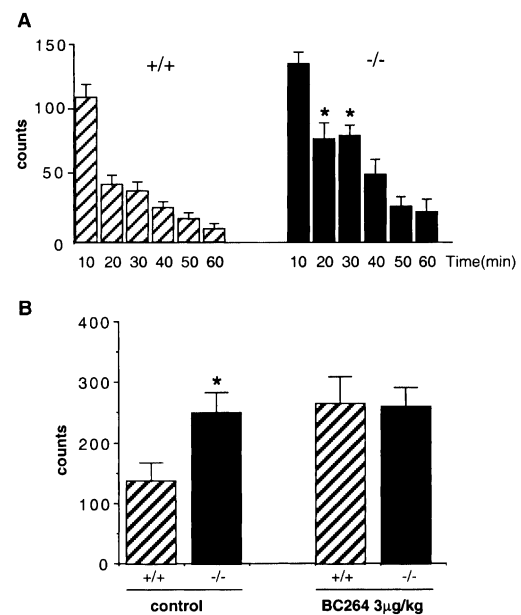 A
150
+/+
-/-
100
* *
counts
50
0
10 20 30 40 50 60 10 20 30 40 50 60 Time(min)
B
400
300
*
counts
200
100
0
+/+ -/- +/+ -/-
control BC264 3µg/kg